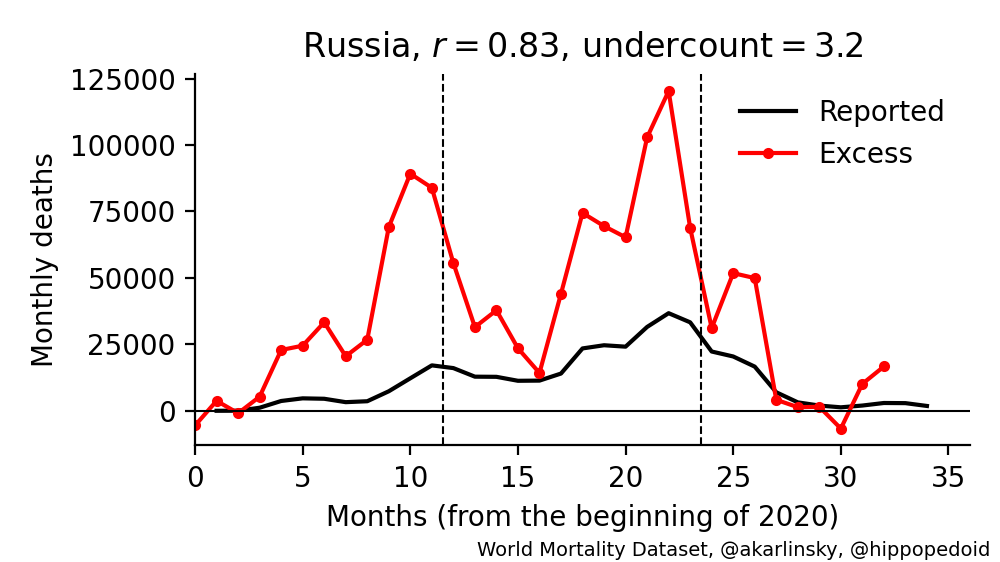 Russia, r = 0.83, undercount = 3.2
125000
100000
75000
50000
25000
0
Monthly deaths
Reported
Excess
0 5 10 15 20 25 30 35
Months (from the beginning of 2020)
World Mortality Dataset, @akarlinsky, @hippopedoid